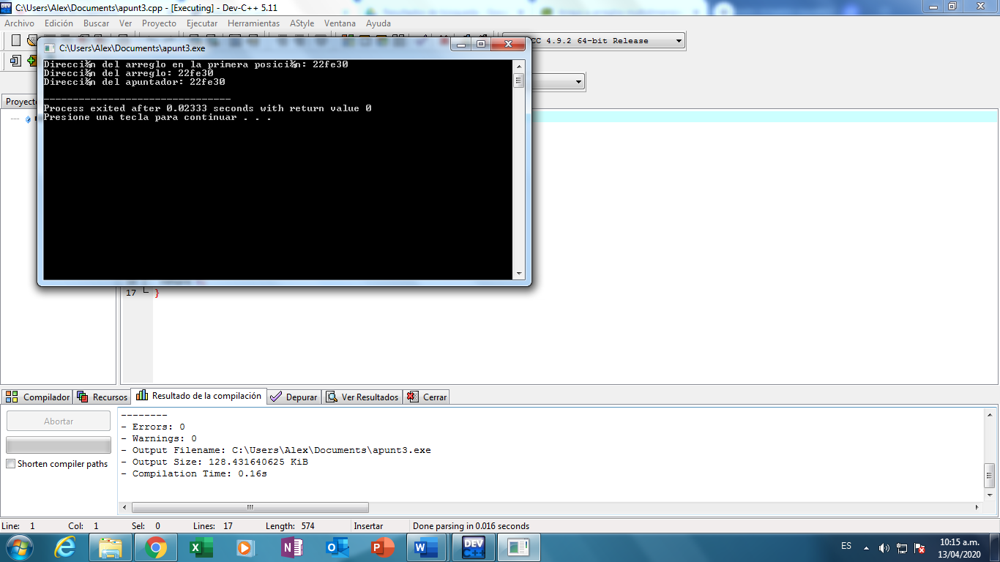 C:\Users\Alex\Documents\apunt3.cpp - [Executing] - Dev-C++ 5.11
Archivo Edición Buscar Ver Proyecto Ejecutar Herramientas AStyle Ventana Ayuda
CC 4.9.2 64-bit Release
C:\Users\Alex\Documents\apunt3.exe
Direcci¾n del arreglo en la primera posici¾n: 22fe30
Direcci¾n del arreglo: 22fe30
Direcci¾n del apuntador: 22fe30
--------------------------------
Process exited after 0.02333 seconds with return value 0
Presione una tecla para continuar . . .
Proyecto
17 }
Compilador Recursos Resultado de la compilación Depurar Ver Resultados Cerrar
Abortar
Shorten compiler paths
--------
- Errors: 0
- Warnings: 0
- Output Filename: C:\Users\Alex\Documents\apunt3.exe
- Output Size: 128.431640625 KiB
- Compilation Time: 0.16s
Line: 1 Col: 1 Sel: 0 Lines: 17 Length: 574 Insertar Done parsing in 0.016 seconds
DEV C++
ES
10:15 a.m.
13/04/2020